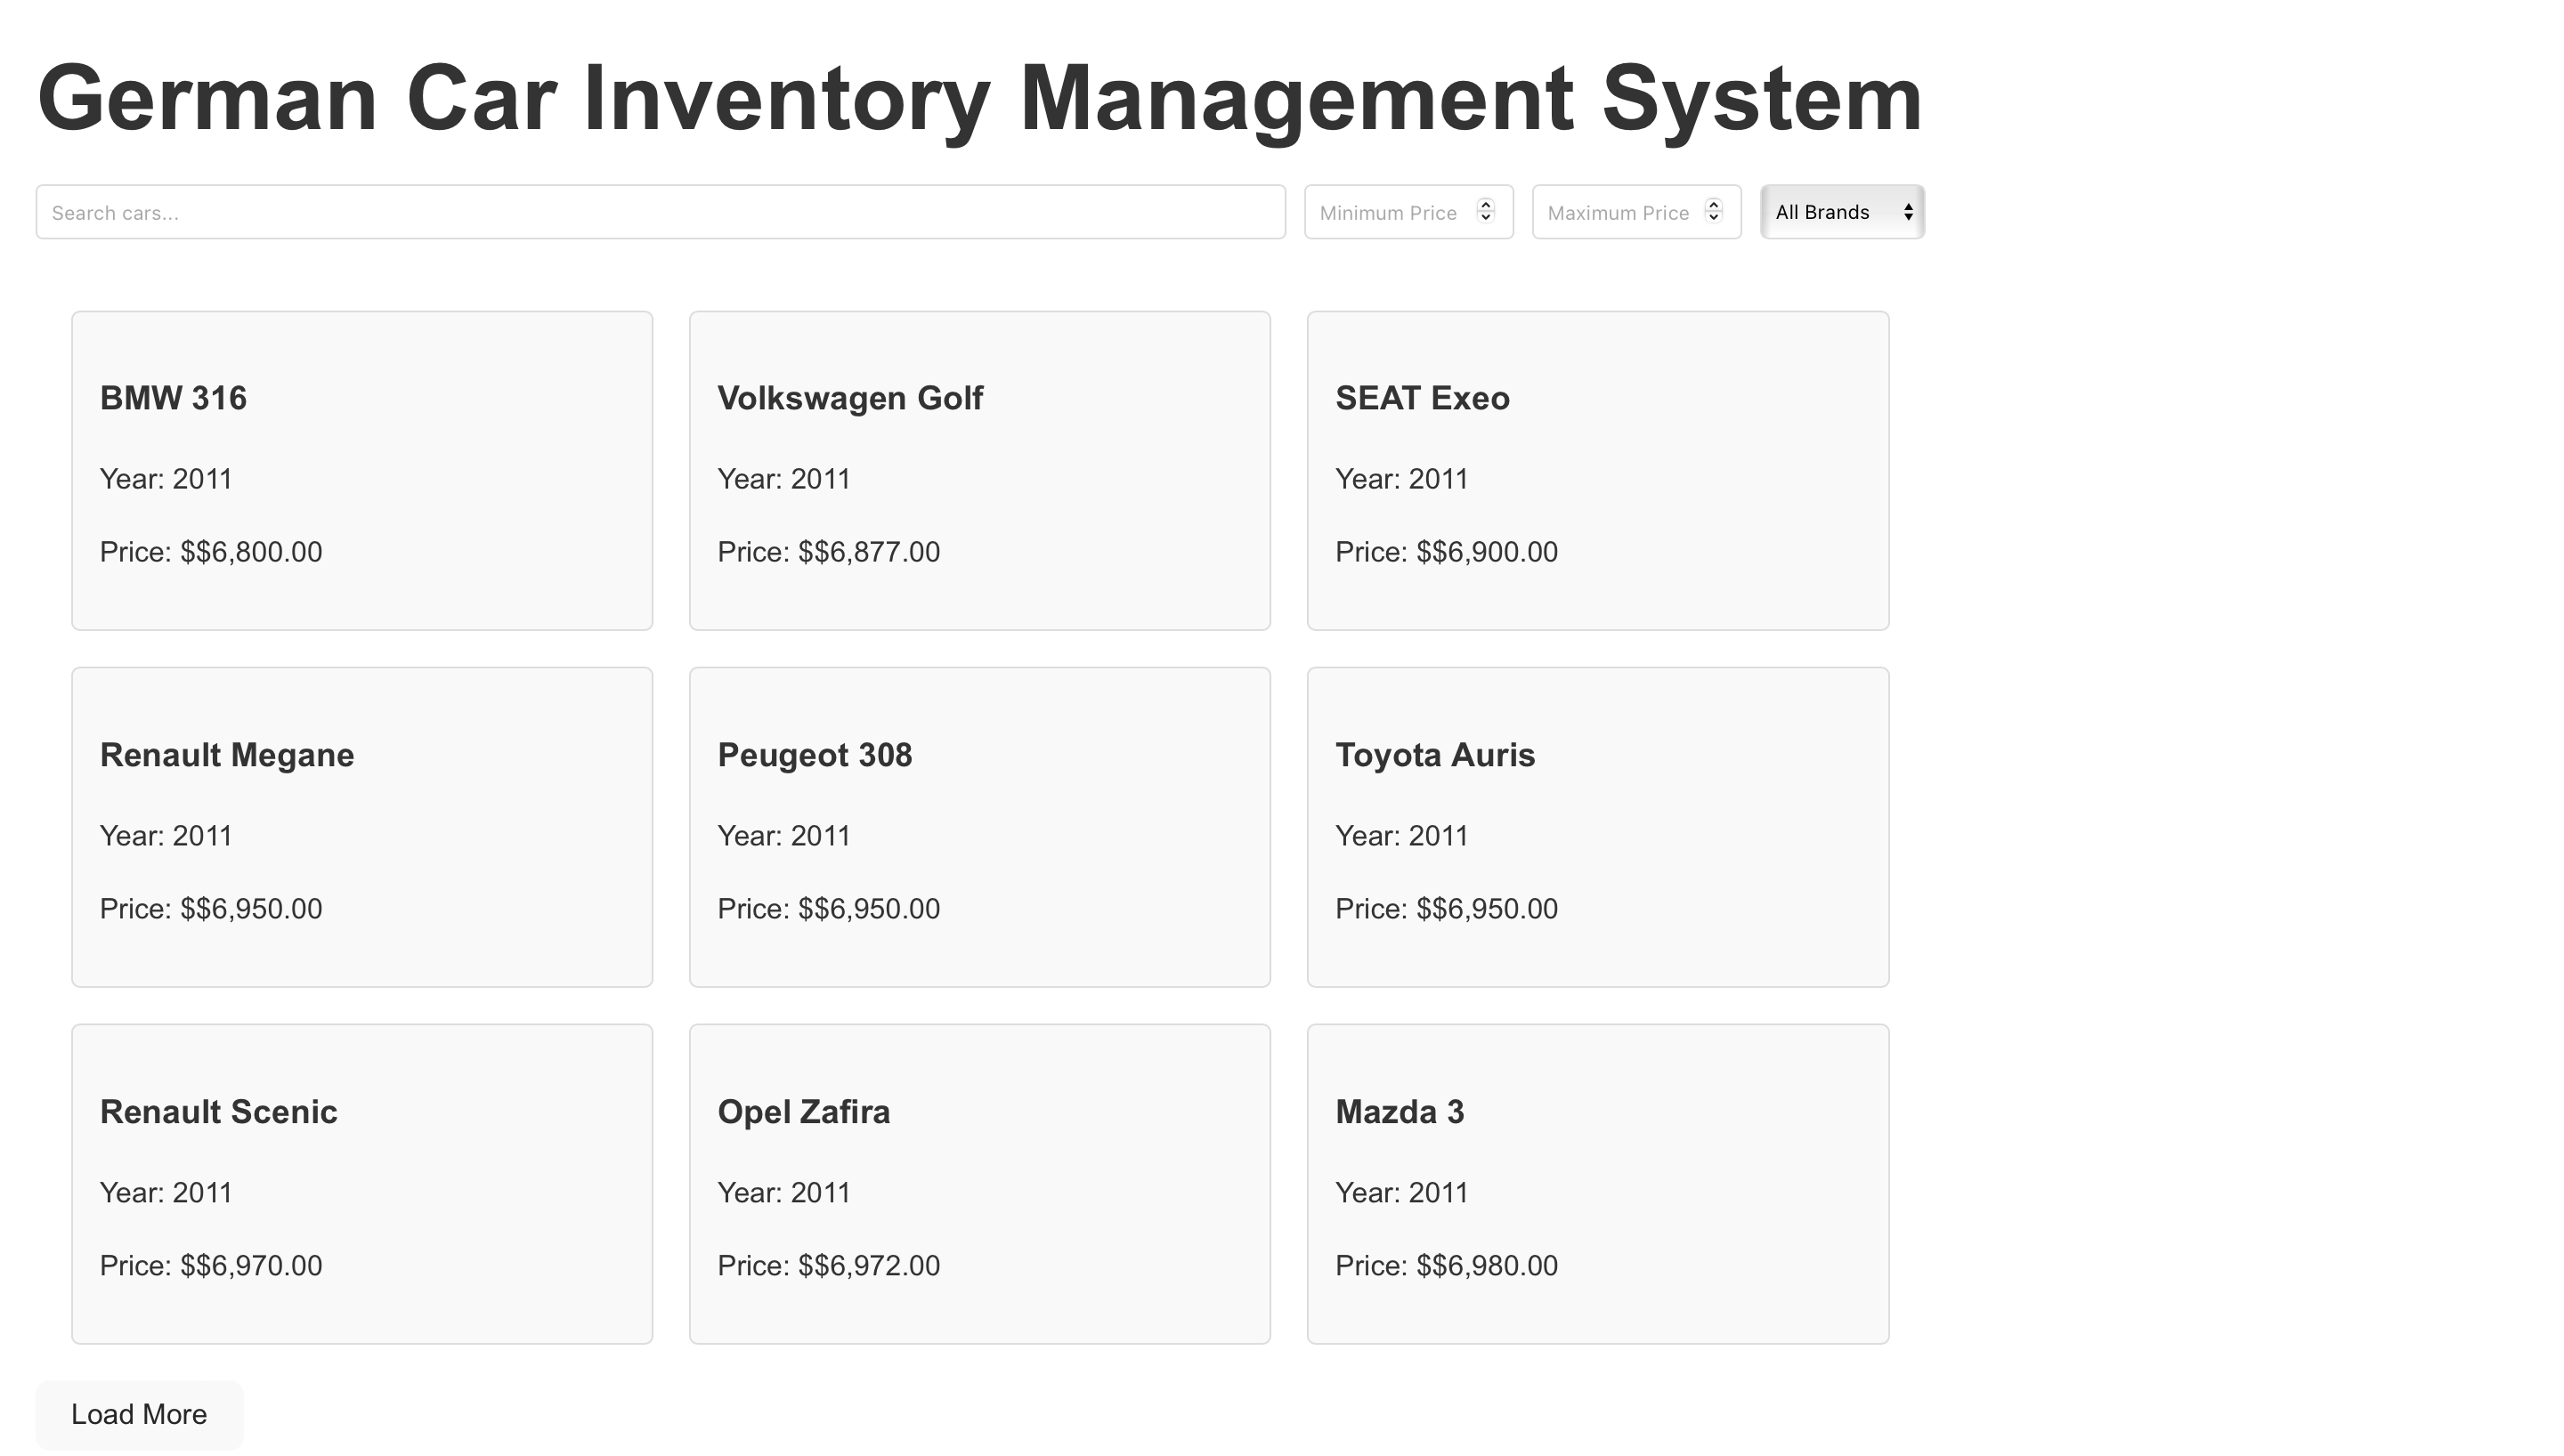 German Car Inventory Management System
Search cars...
Minimum Price
Maximum Price
All Brands
BMW 316
Year: 2011
Price: $$6,800.00
Volkswagen Golf
Year: 2011
Price: $$6,877.00
SEAT Exeo
Year: 2011
Price: $$6,900.00
Renault Megane
Year: 2011
Price: $$6,950.00
Peugeot 308
Year: 2011
Price: $$6,950.00
Toyota Auris
Year: 2011
Price: $$6,950.00
Renault Scenic
Year: 2011
Price: $$6,970.00
Opel Zafira
Year: 2011
Price: $$6,972.00
Mazda 3
Year: 2011
Price: $$6,980.00
Load More